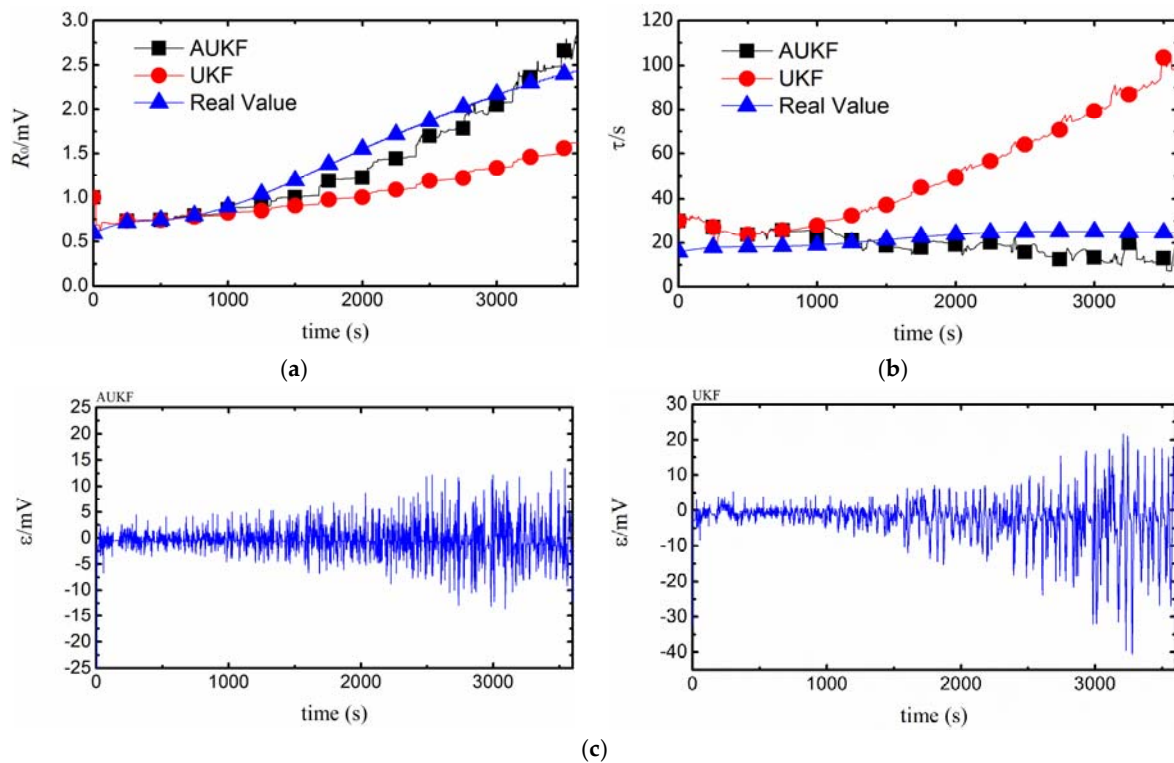 3.0
2.5
2.0
1.5
1.0
0.5
0.0
R₀/mV
AUKF
UKF
Real Value
0
1000
2000
3000
time (s)
(a)
120
100
80
60
40
20
0
τ/s
AUKF
UKF
Real Value
0
1000
2000
3000
time (s)
(b)
AUKF
25
20
15
10
5
0
-5
-10
-15
-20
-25
ε/mV
0
1000
2000
3000
time (s)
UKF
30
20
10
0
-10
-20
-30
-40
ε/mV
0
1000
2000
3000
time (s)
(c)